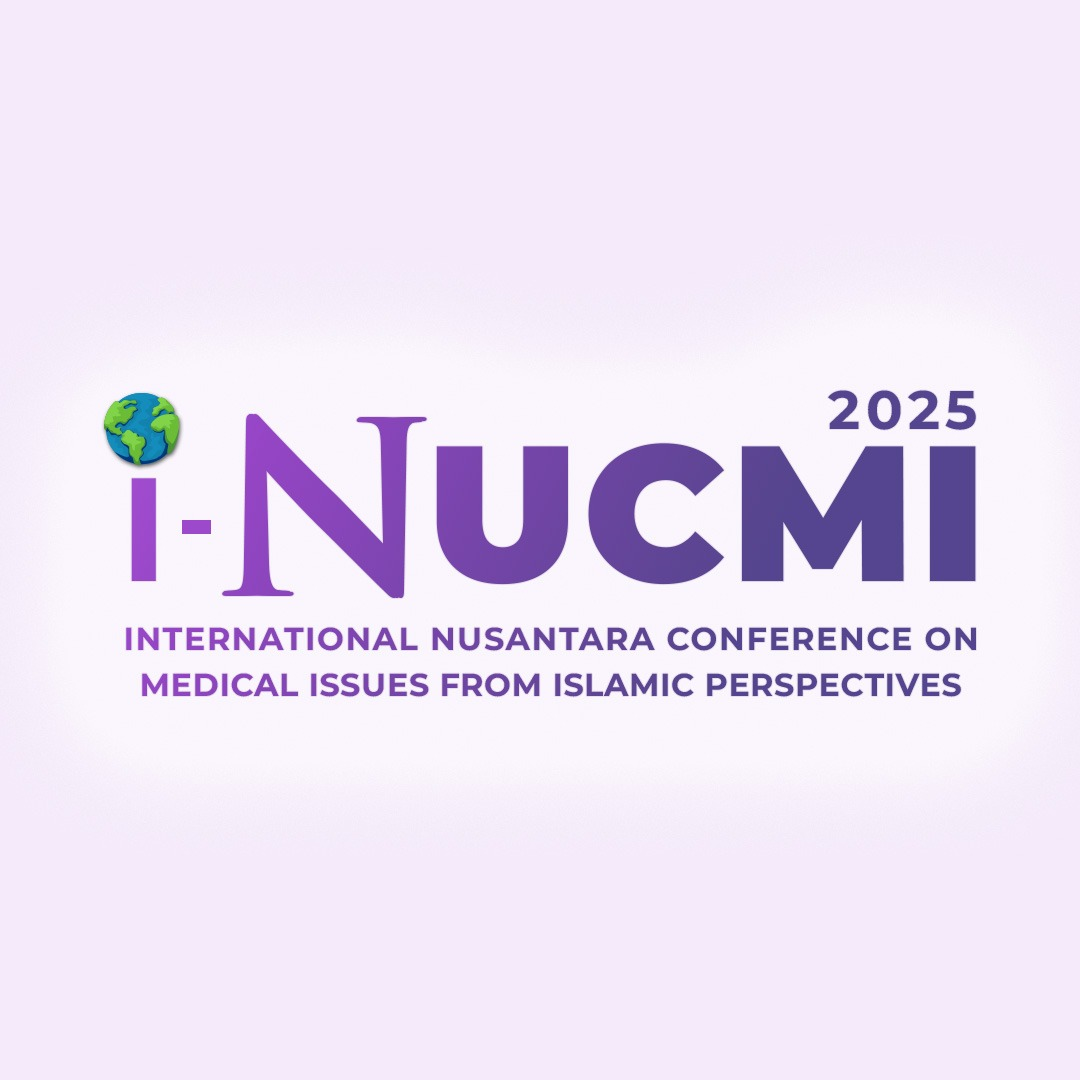 2025
i-NUCMI
INTERNATIONAL NUSANTARA CONFERENCE ON
MEDICAL ISSUES FROM ISLAMIC PERSPECTIVES